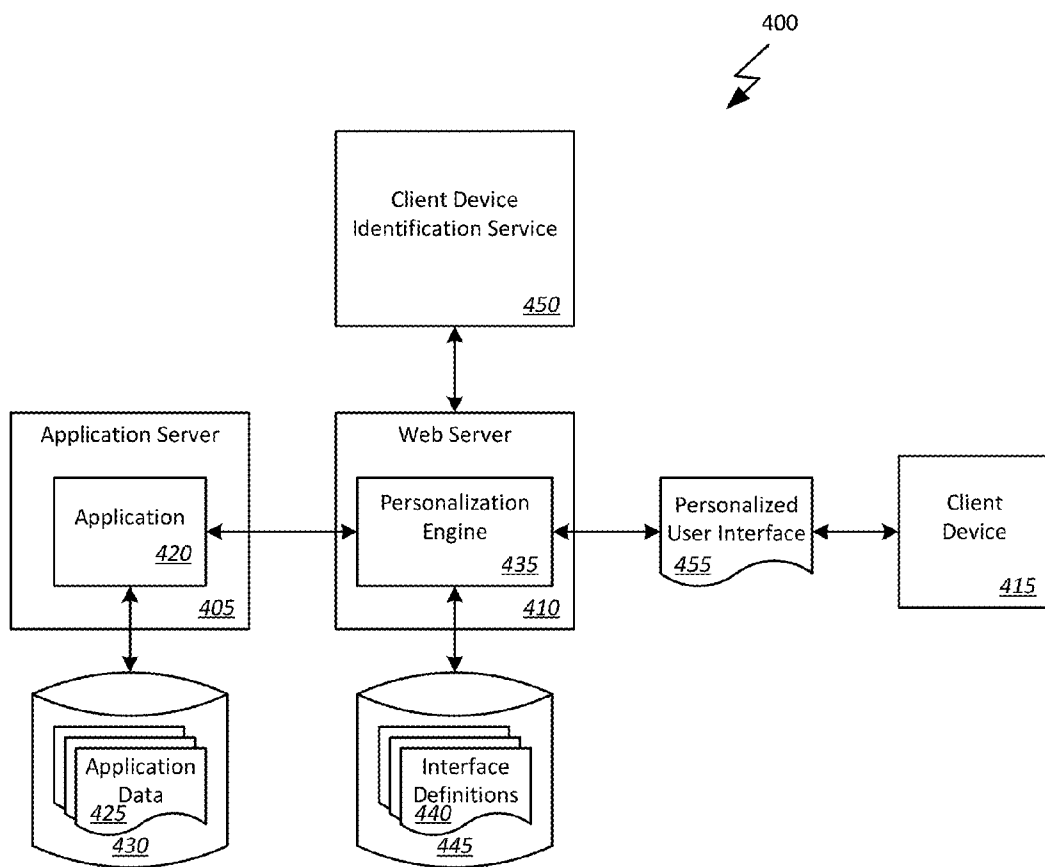 400
Client Device
Identification Service
450
Application Server
Application
420
405
Web Server
Personalization
Engine
435
410
Personalized
User Interface
455
Client
Device
415
Application
Data
425
430
Interface
Definitions
440
445